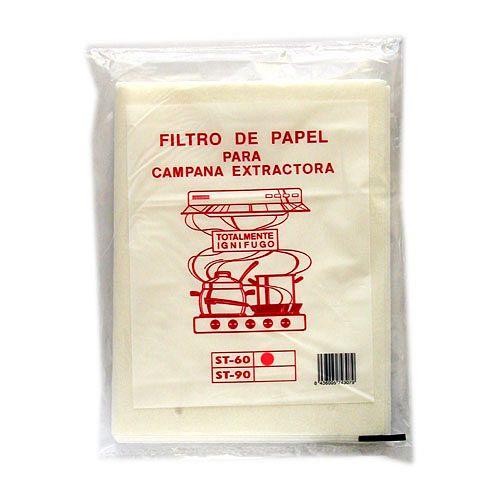 FILTRO DE PAPEL
PARA
CAMPANA EXTRACTORA
TOTALMENTE
IGNIFUGO
ST-60
ST-90